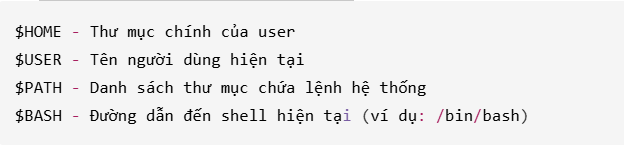 $HOME - Thư mục chính của user
$USER - Tên người dùng hiện tại
$PATH - Danh sách thư mục chứa lệnh hệ thống
$BASH - Đường dẫn đến shell hiện tại (ví dụ: /bin/bash)